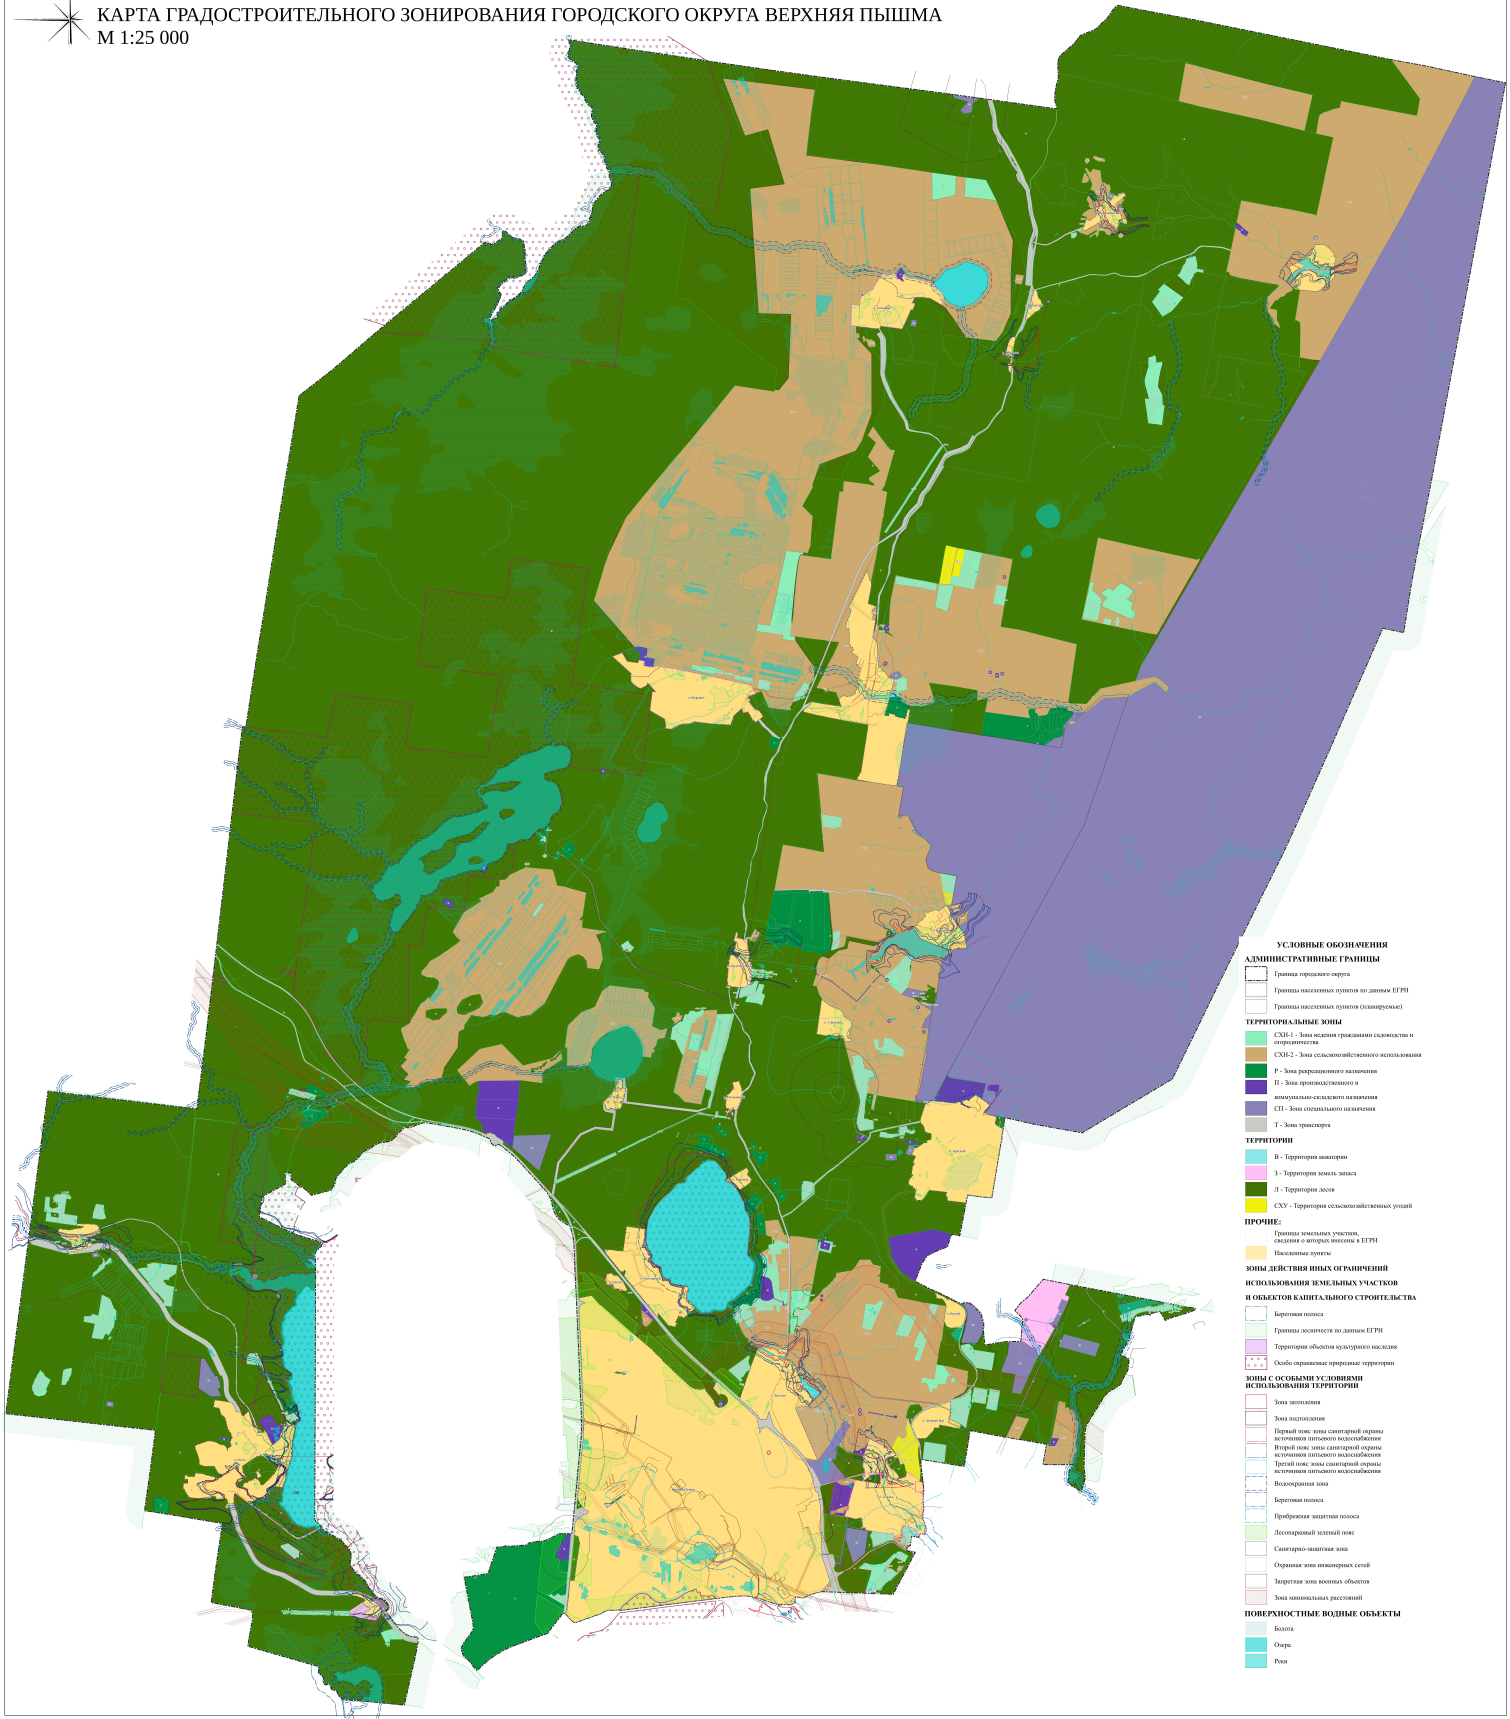 КАРТА ГРАДОСТРОИТЕЛЬНОГО ЗОНИРОВАНИЯ ГОРОДСКОГО ОКРУГА ВЕРХНЯЯ ПЫШМА
М 1:25 000
УСЛОВНЫЕ ОБОЗНАЧЕНИЯ
АДМИНИСТРАТИВНЫЕ ГРАНИЦЫ
Граница городского округа
Границы населенных пунктов по данным ЕГРН
Границы населенных пунктов (планируемые)
ТЕРРИТОРИАЛЬНЫЕ ЗОНЫ
СХН-1 - Зона ведения гражданами садоводства и
огородничества
СХН-2 - Зона сельскохозяйственного использования
Р - Зона рекреационного назначения
П - Зона производственного и
коммунально-складского назначения
СП - Зона специального назначения
Т - Зона транспорта
ТЕРРИТОРИИ
В - Территория акватории
З - Территория земель запаса
Л - Территория лесов
СХУ - Территория сельскохозяйственных угодий
ПРОЧИЕ:
Границы земельных участков,
сведения о которых внесены в ЕГРН
Населенные пункты
ЗОНЫ ДЕЙСТВИЯ ИНЫХ ОГРАНИЧЕНИЙ
ИСПОЛЬЗОВАНИЯ ЗЕМЕЛЬНЫХ УЧАСТКОВ
И ОБЪЕКТОВ КАПИТАЛЬНОГО СТРОИТЕЛЬСТВА
Береговая полоса
Границы лесничеств по данным ЕГРН
Территории объектов культурного наследия
Особо охраняемые природные территории
ЗОНЫ С ОСОБЫМИ УСЛОВИЯМИ
ИСПОЛЬЗОВАНИЯ ТЕРРИТОРИИ
Зона затопления
Зона подтопления
Первый пояс зоны санитарной охраны
источников питьевого водоснабжения
Второй пояс зоны санитарной охраны
источников питьевого водоснабжения
Третий пояс зоны санитарной охраны
источников питьевого водоснабжения
Водоохранная зона
Береговая полоса
Прибрежная защитная полоса
Лесопарковый зеленый пояс
Санитарно-защитная зона
Охранная зона инженерных сетей
Запретная зона военных объектов
Зона минимальных расстояний
ПОВЕРХНОСТНЫЕ ВОДНЫЕ ОБЪЕКТЫ
Болота
Озера
Реки